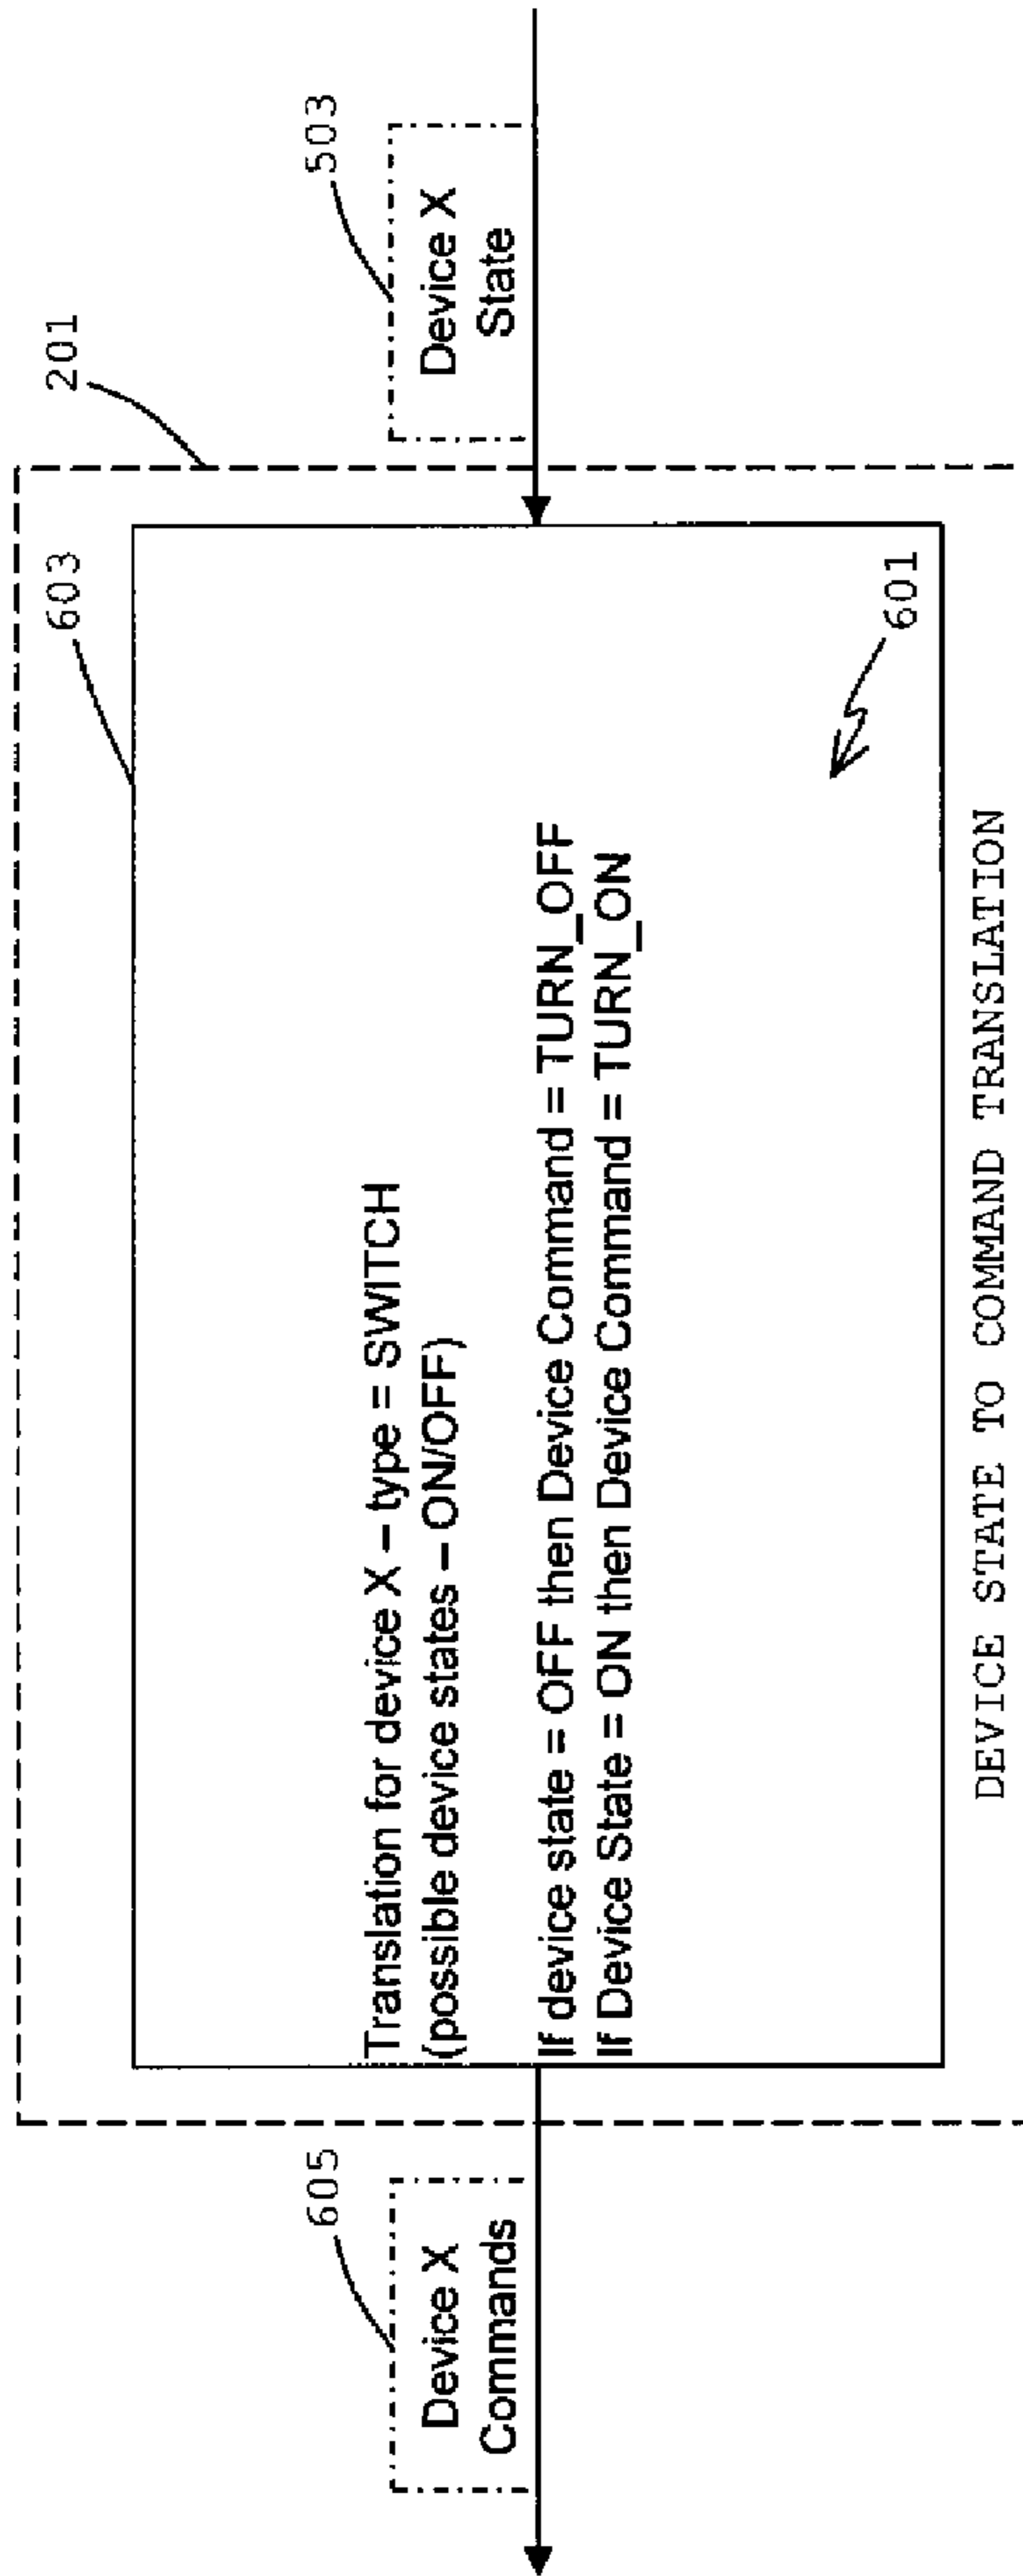 605
Device X
Commands
603
201
Translation for device X – type = SWITCH
(possible device states – ON/OFF)
If device state = OFF then Device Command = TURN_OFF
If Device State = ON then Device Command = TURN_ON
601
503
Device X
State
DEVICE STATE TO COMMAND TRANSLATION